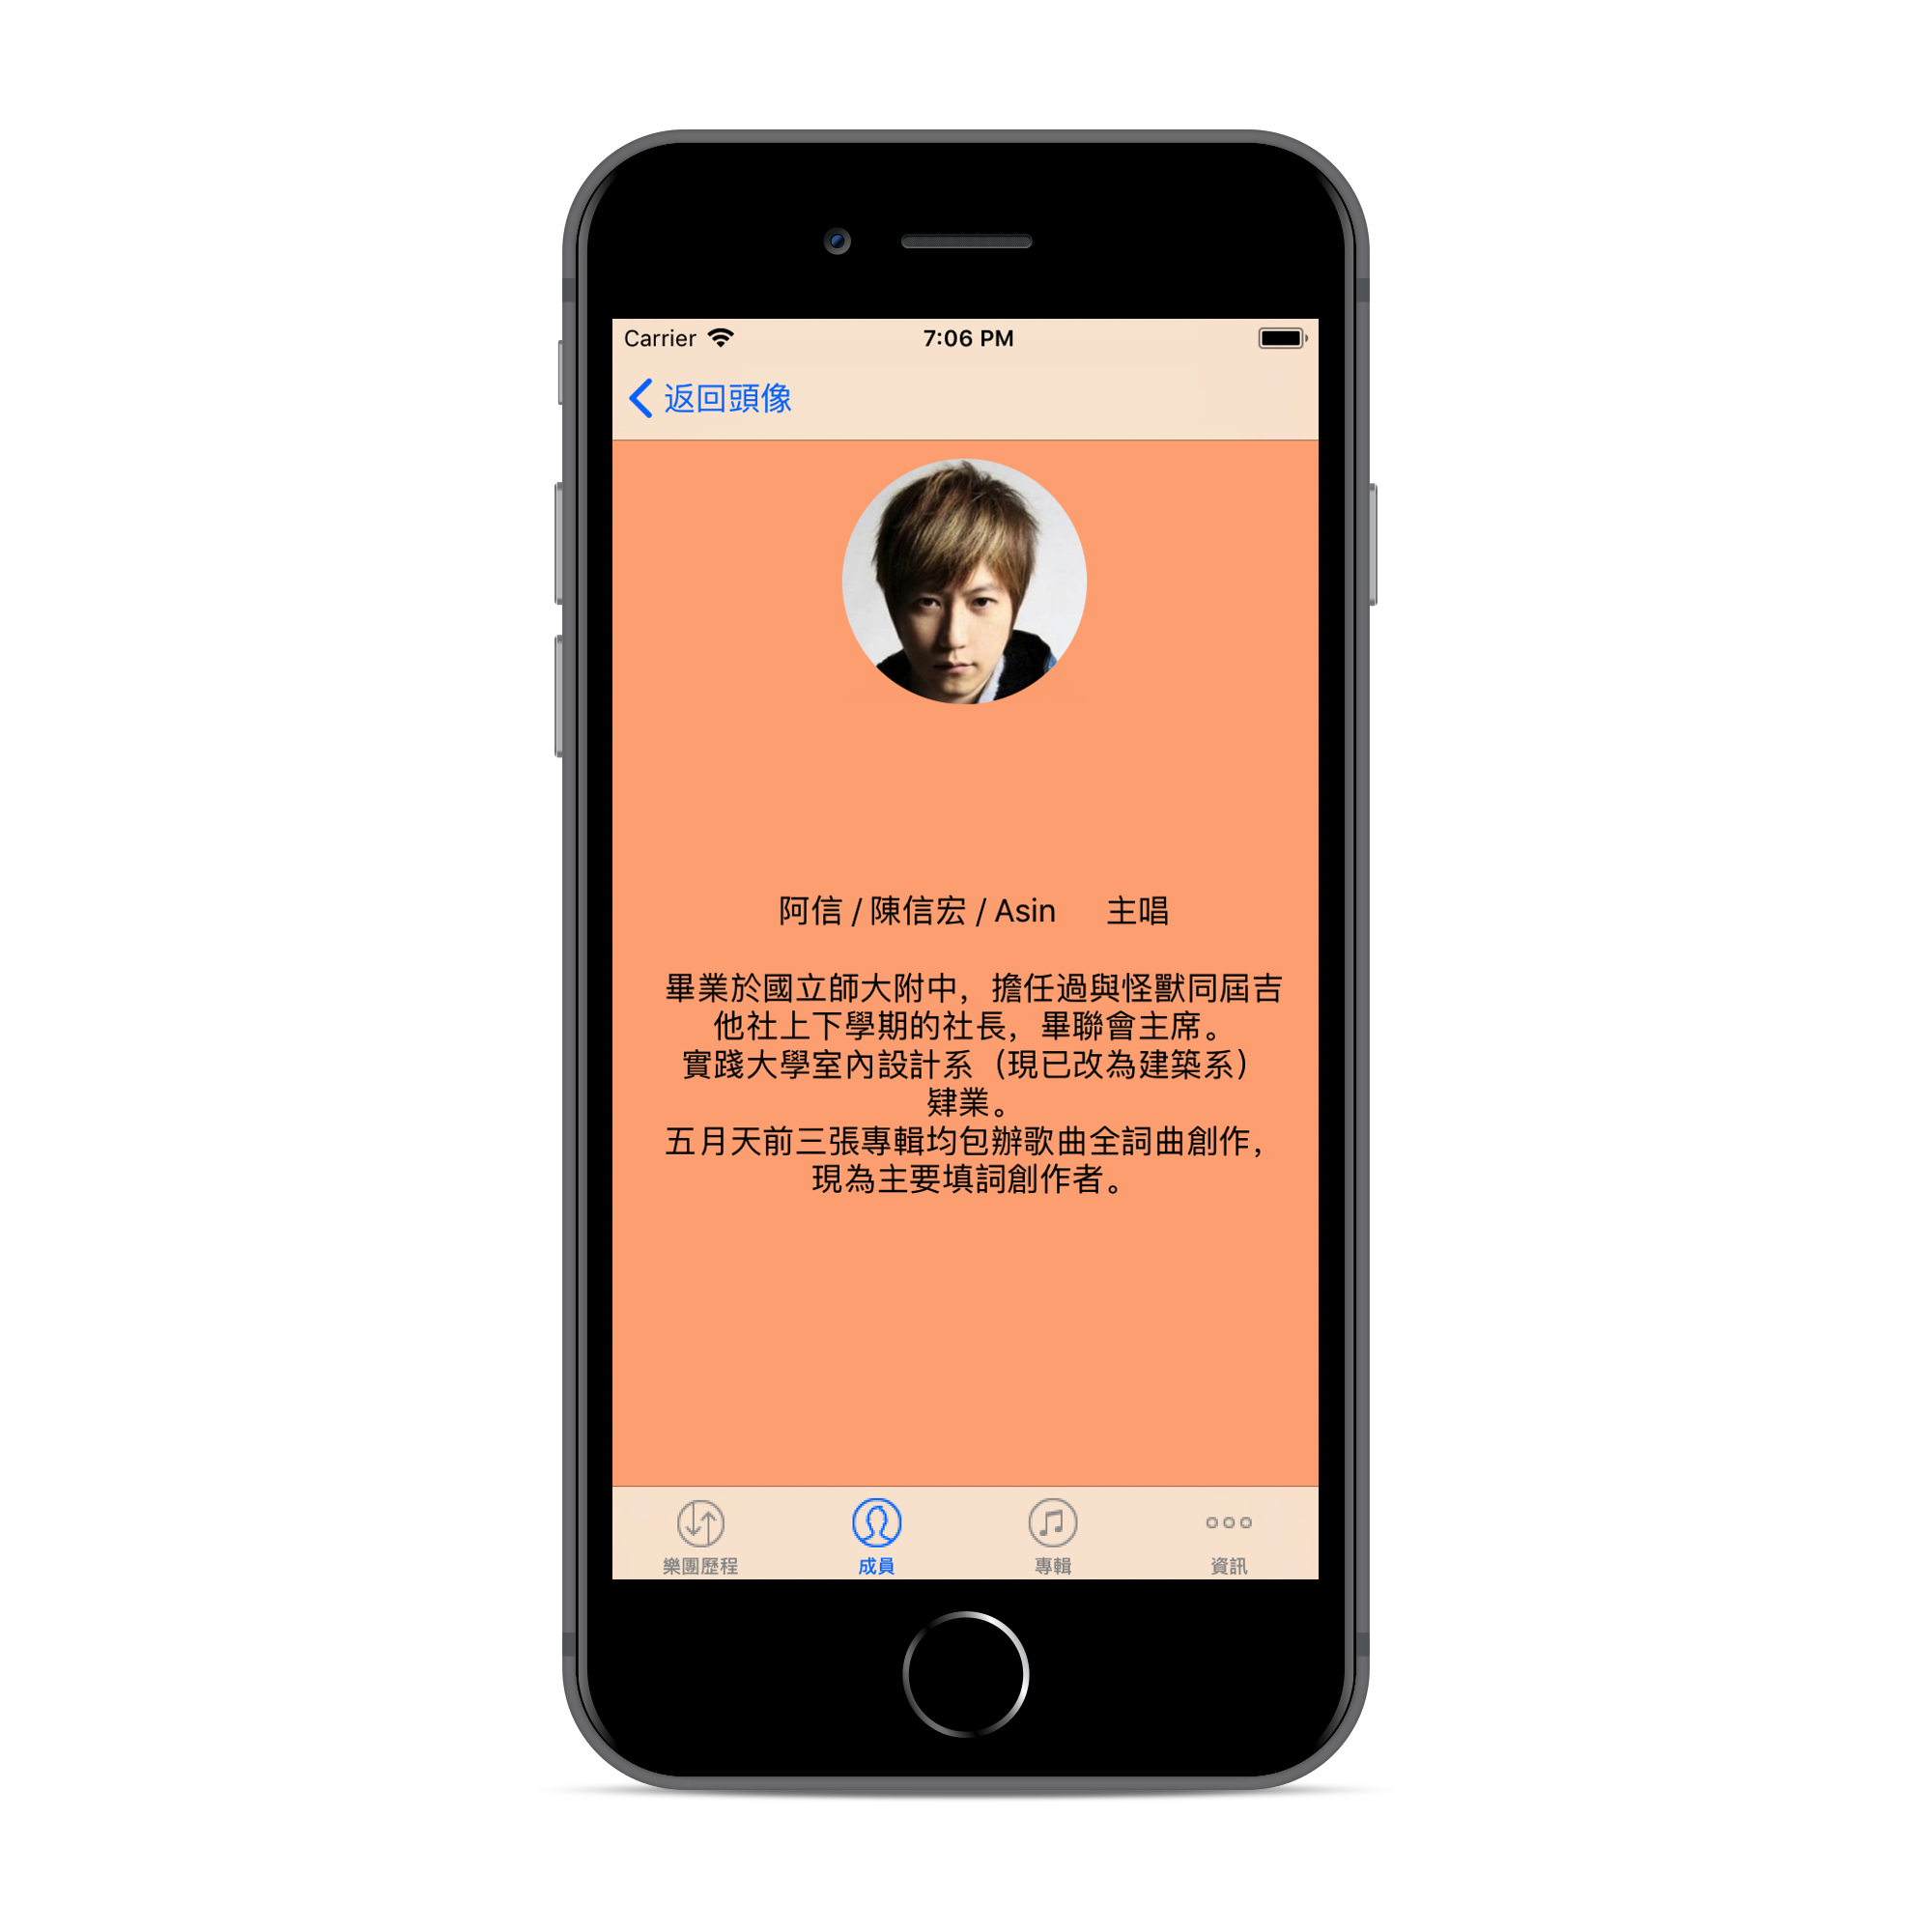 Carrier 7:06 PM
返回頭像
阿信 / 陳信宏 / Asin 主唱
畢業於國立師大附中，擔任過與怪獸同屆吉
他社上下學期的社長，畢聯會主席。
實踐大學室內設計系（現已改為建築系）
肄業。
五月天前三張專輯均包辦歌曲全詞曲創作，
現為主要填詞創作者。
樂團歷程 成員 專輯 資訊